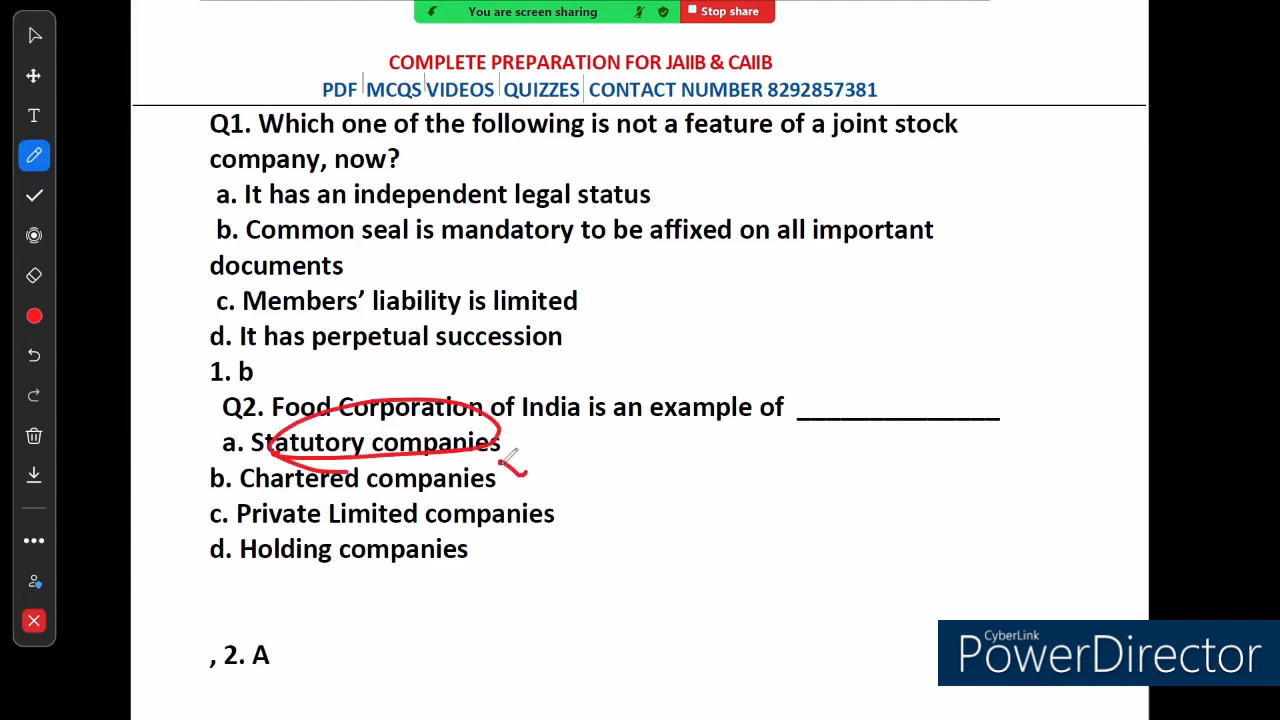 You are screen sharing Stop share
COMPLETE PREPARATION FOR JAIIB & CAIIB
PDF MCQS VIDEOS QUIZZES CONTACT NUMBER 8292857381
Q1. Which one of the following is not a feature of a joint stock
company, now?
a. It has an independent legal status
b. Common seal is mandatory to be affixed on all important
documents
c. Members’ liability is limited
d. It has perpetual succession
1. b
Q2. Food Corporation of India is an example of ______________
a. Statutory companies
b. Chartered companies
c. Private Limited companies
d. Holding companies
, 2. A
CyberLink
PowerDirector